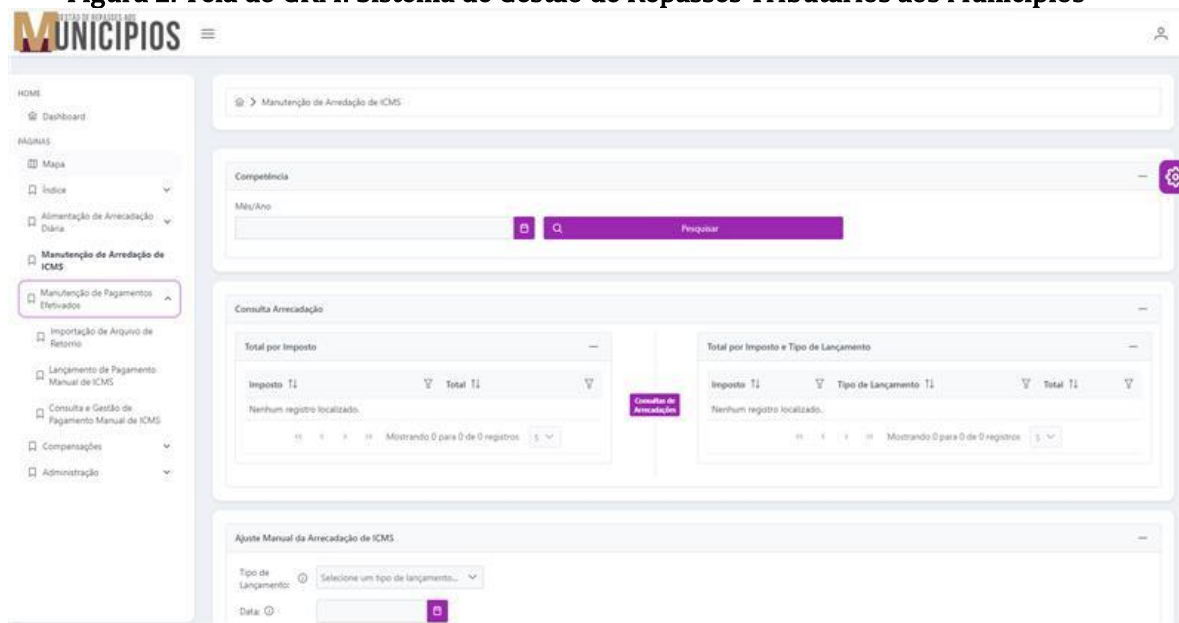 Figura 2: Tela do GRM: Sistema de Gestão de Repasses Tributários aos Municípios
GESTÃO DE REPASSES AOS
MUNICIPIOS
HOME
Dashboard
PÁGINAS
Mapa
Índice
Alimentação de Arrecadação
Diária
Manutenção de Arredação de
ICMS
Manutenção de Pagamentos
Efetivados
Importação de Arquivo de
Retorno
Lançamento de Pagamento
Manual de ICMS
Consulta e Gestão de
Pagamento Manual de ICMS
Compensações
Administração
Manutenção de Arredação de ICMS
Competência
Mês/Ano
Pesquisar
Consulta Arrecadação
Total por Imposto
Imposto Total
Nenhum registro localizado.
Mostrando 0 para 0 de 0 registros 5
Consultas de
Arrecadações
Total por Imposto e Tipo de Lançamento
Imposto Tipo de Lançamento Total
Nenhum registro localizado.
Mostrando 0 para 0 de 0 registros 5
Ajuste Manual da Arrecadação de ICMS
Tipo de
Lançamento: Selecione um tipo de lançamento...
Data: